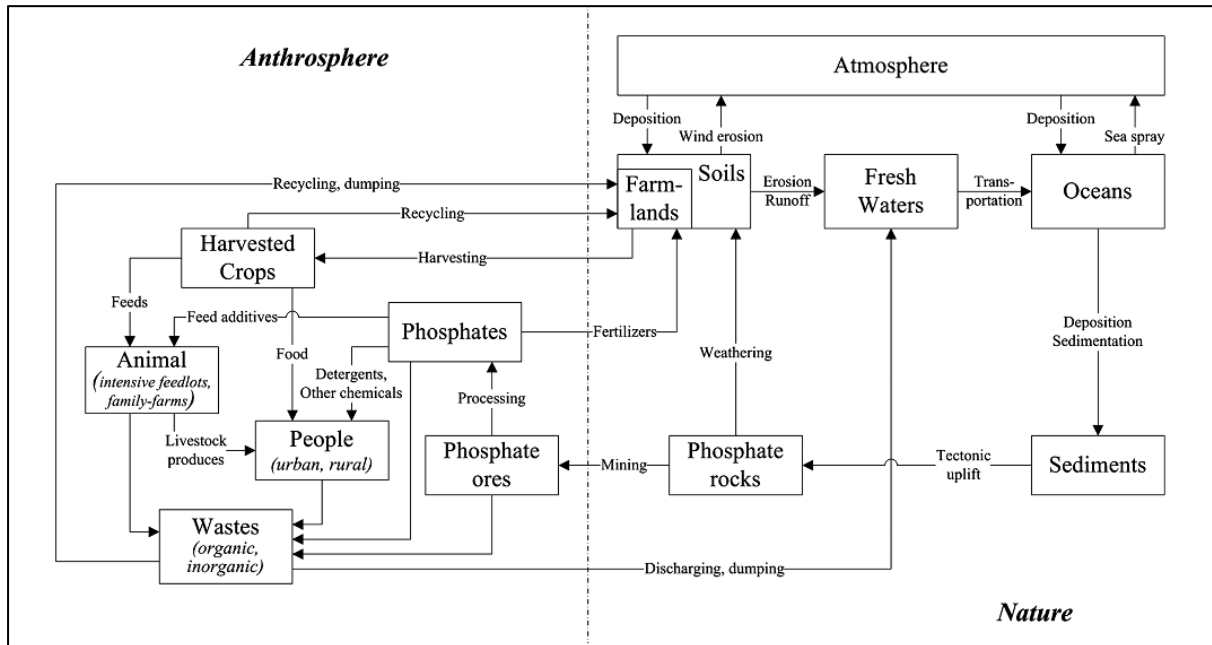 Anthrosphere
Atmosphere
Deposition
Wind erosion
Deposition
Sea spray
Recycling, dumping
Soils
Farm-
lands
Erosion
Runoff
Fresh
Waters
Trans-
portation
Oceans
Recycling
Harvested
Crops
Harvesting
Feeds
Feed additives
Phosphates
Fertilizers
Food
Weathering
Deposition
Sedimentation
Animal
(intensive feedlots,
family-farms)
Detergents,
Other chemicals
Processing
Livestock
produces
People
(urban, rural)
Phosphate
ores
Mining
Phosphate
rocks
Tectonic
uplift
Sediments
Wastes
(organic,
inorganic)
Discharging, dumping
Nature